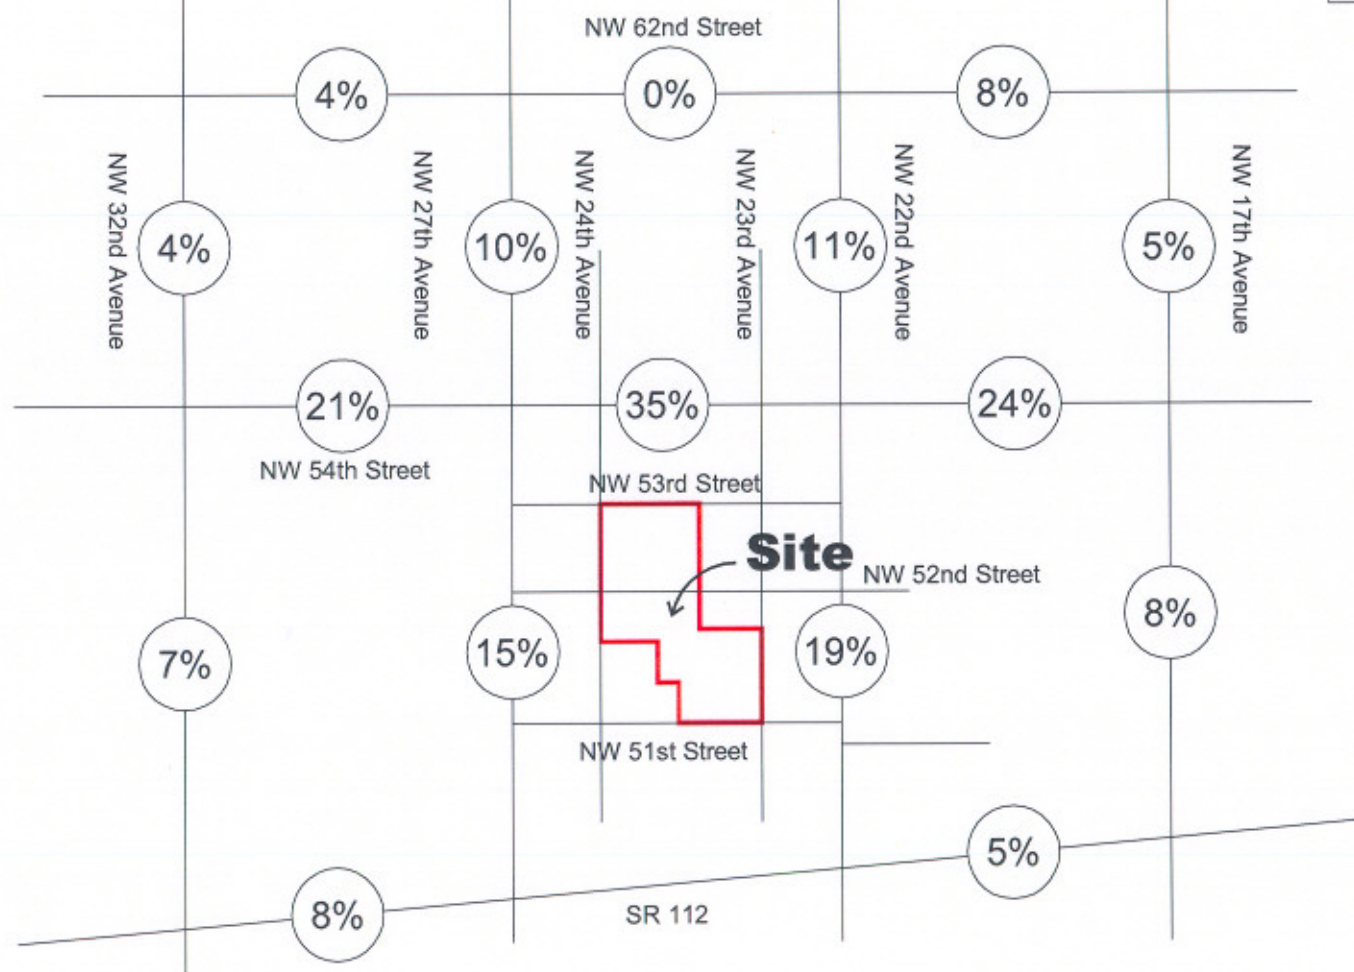 NW 62nd Street
4%
0%
8%
NW 32nd Avenue
4%
NW 27th Avenue
10%
NW 24th Avenue
NW 23rd Avenue
11%
NW 22nd Avenue
5%
NW 17th Avenue
21%
35%
24%
NW 54th Street
NW 53rd Street
Site
NW 52nd Street
7%
15%
19%
8%
NW 51st Street
5%
8%
SR 112